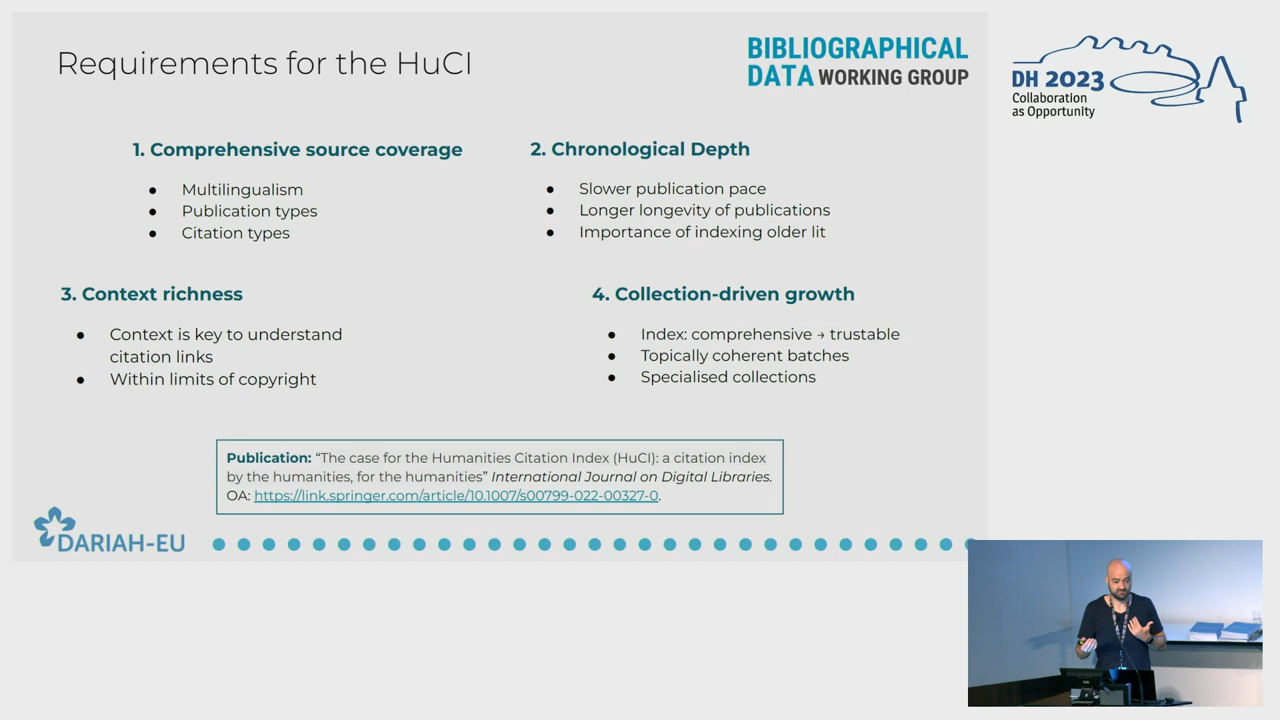 Requirements for the HuCI
BIBLIOGRAPHICAL
DATA WORKING GROUP
DH 2023
Collaboration
as Opportunity
1. Comprehensive source coverage
● Multilingualism
● Publication types
● Citation types
2. Chronological Depth
● Slower publication pace
● Longer longevity of publications
● Importance of indexing older lit
3. Context richness
● Context is key to understand
citation links
● Within limits of copyright
4. Collection-driven growth
● Index: comprehensive → trustable
● Topically coherent batches
● Specialised collections
Publication: “The case for the Humanities Citation Index (HuCI): a citation index
by the humanities, for the humanities” International Journal on Digital Libraries.
OA: https://link.springer.com/article/10.1007/s00799-022-00327-0.
DARIAH-EU